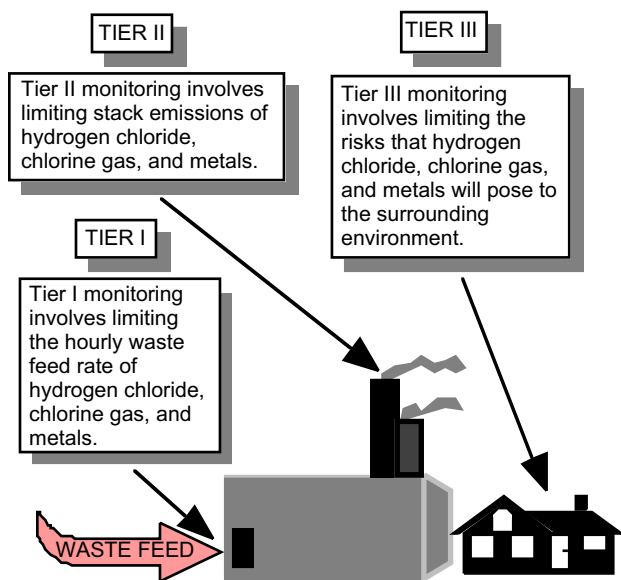 TIER II
Tier II monitoring involves
limiting stack emissions of
hydrogen chloride,
chlorine gas, and metals.
TIER III
Tier III monitoring
involves limiting the
risks that hydrogen
chloride, chlorine gas,
and metals will pose to
the surrounding
environment.
TIER I
Tier I monitoring
involves limiting
the hourly waste
feed rate of
hydrogen chloride,
chlorine gas, and
metals.
WASTE FEED